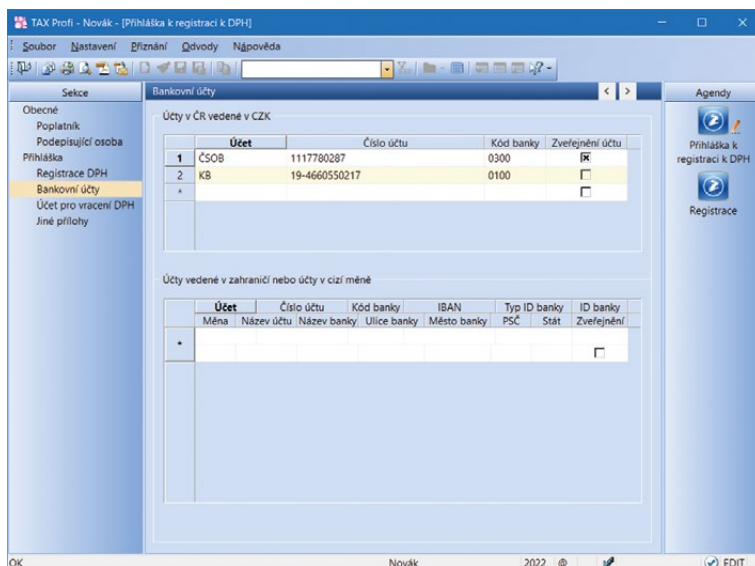 TAX Profi - Novák - [Přihláška k registraci k DPH]
Soubor Nastavení Přiznání Odvody Nápověda
Sekce
Obecné
Poplatník
Podepisující osoba
Přihláška
Registrace DPH
Bankovní účty
Účet pro vracení DPH
Jiné přílohy
Bankovní účty
Účty v ČR vedené v CZK
Účet Číslo účtu Kód banky Zveřejnění účtu
1 ČSOB 1117780287 0300
2 KB 19-4660550217 0100
*
Účty vedené v zahraničí nebo účty v cizí měně
Účet Číslo účtu Kód banky IBAN Typ ID banky ID banky
Měna Název účtu Název banky Ulice banky Město banky PSČ Stát Zveřejnění
*
Agendy
Přihláška k
registraci k DPH
Registrace
OK Novák 2022 @ EDIT